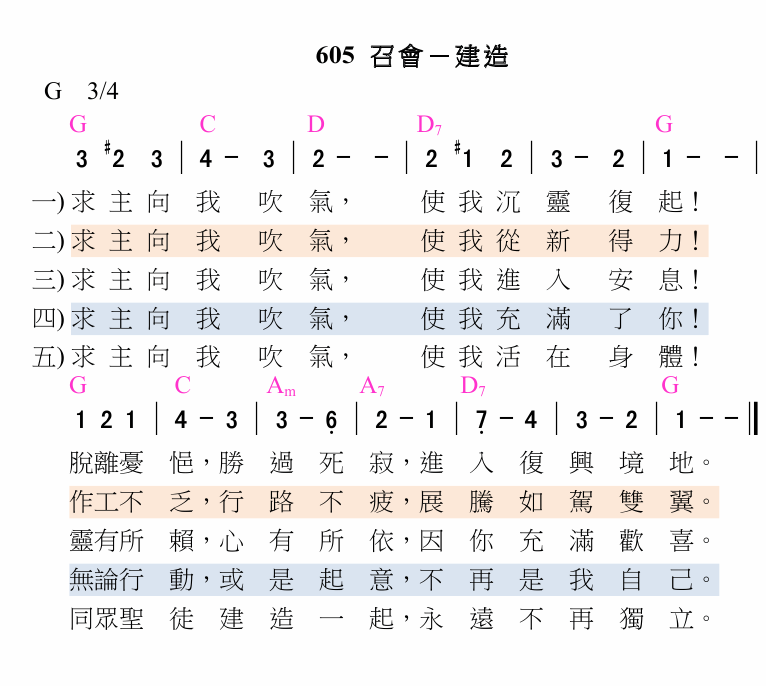 605 召會－建造
G 3/4
G C D D7 G
3 #2 3 | 4 - 3 | 2 - - | 2 #1 2 | 3 - 2 | 1 - - |
一) 求主向我吹氣，使我沉靈復起！
二) 求主向我吹氣，使我從新得力！
三) 求主向我吹氣，使我進入安息！
四) 求主向我吹氣，使我充滿了你！
五) 求主向我吹氣，使我活在身體！
G C Am A7 D7 G
1 2 1 | 4 - 3 | 3 - 6̣ | 2 - 1 | 7̣ - 4 | 3 - 2 | 1 - - ‖
脫離憂悒，勝過死寂，進入復興境地。
作工不乏，行路不疲，展騰如駕雙翼。
靈有所賴，心有所依，因你充滿歡喜。
無論行動，或是起意，不再是我自己。
同眾聖徒建造一起，永遠不再獨立。